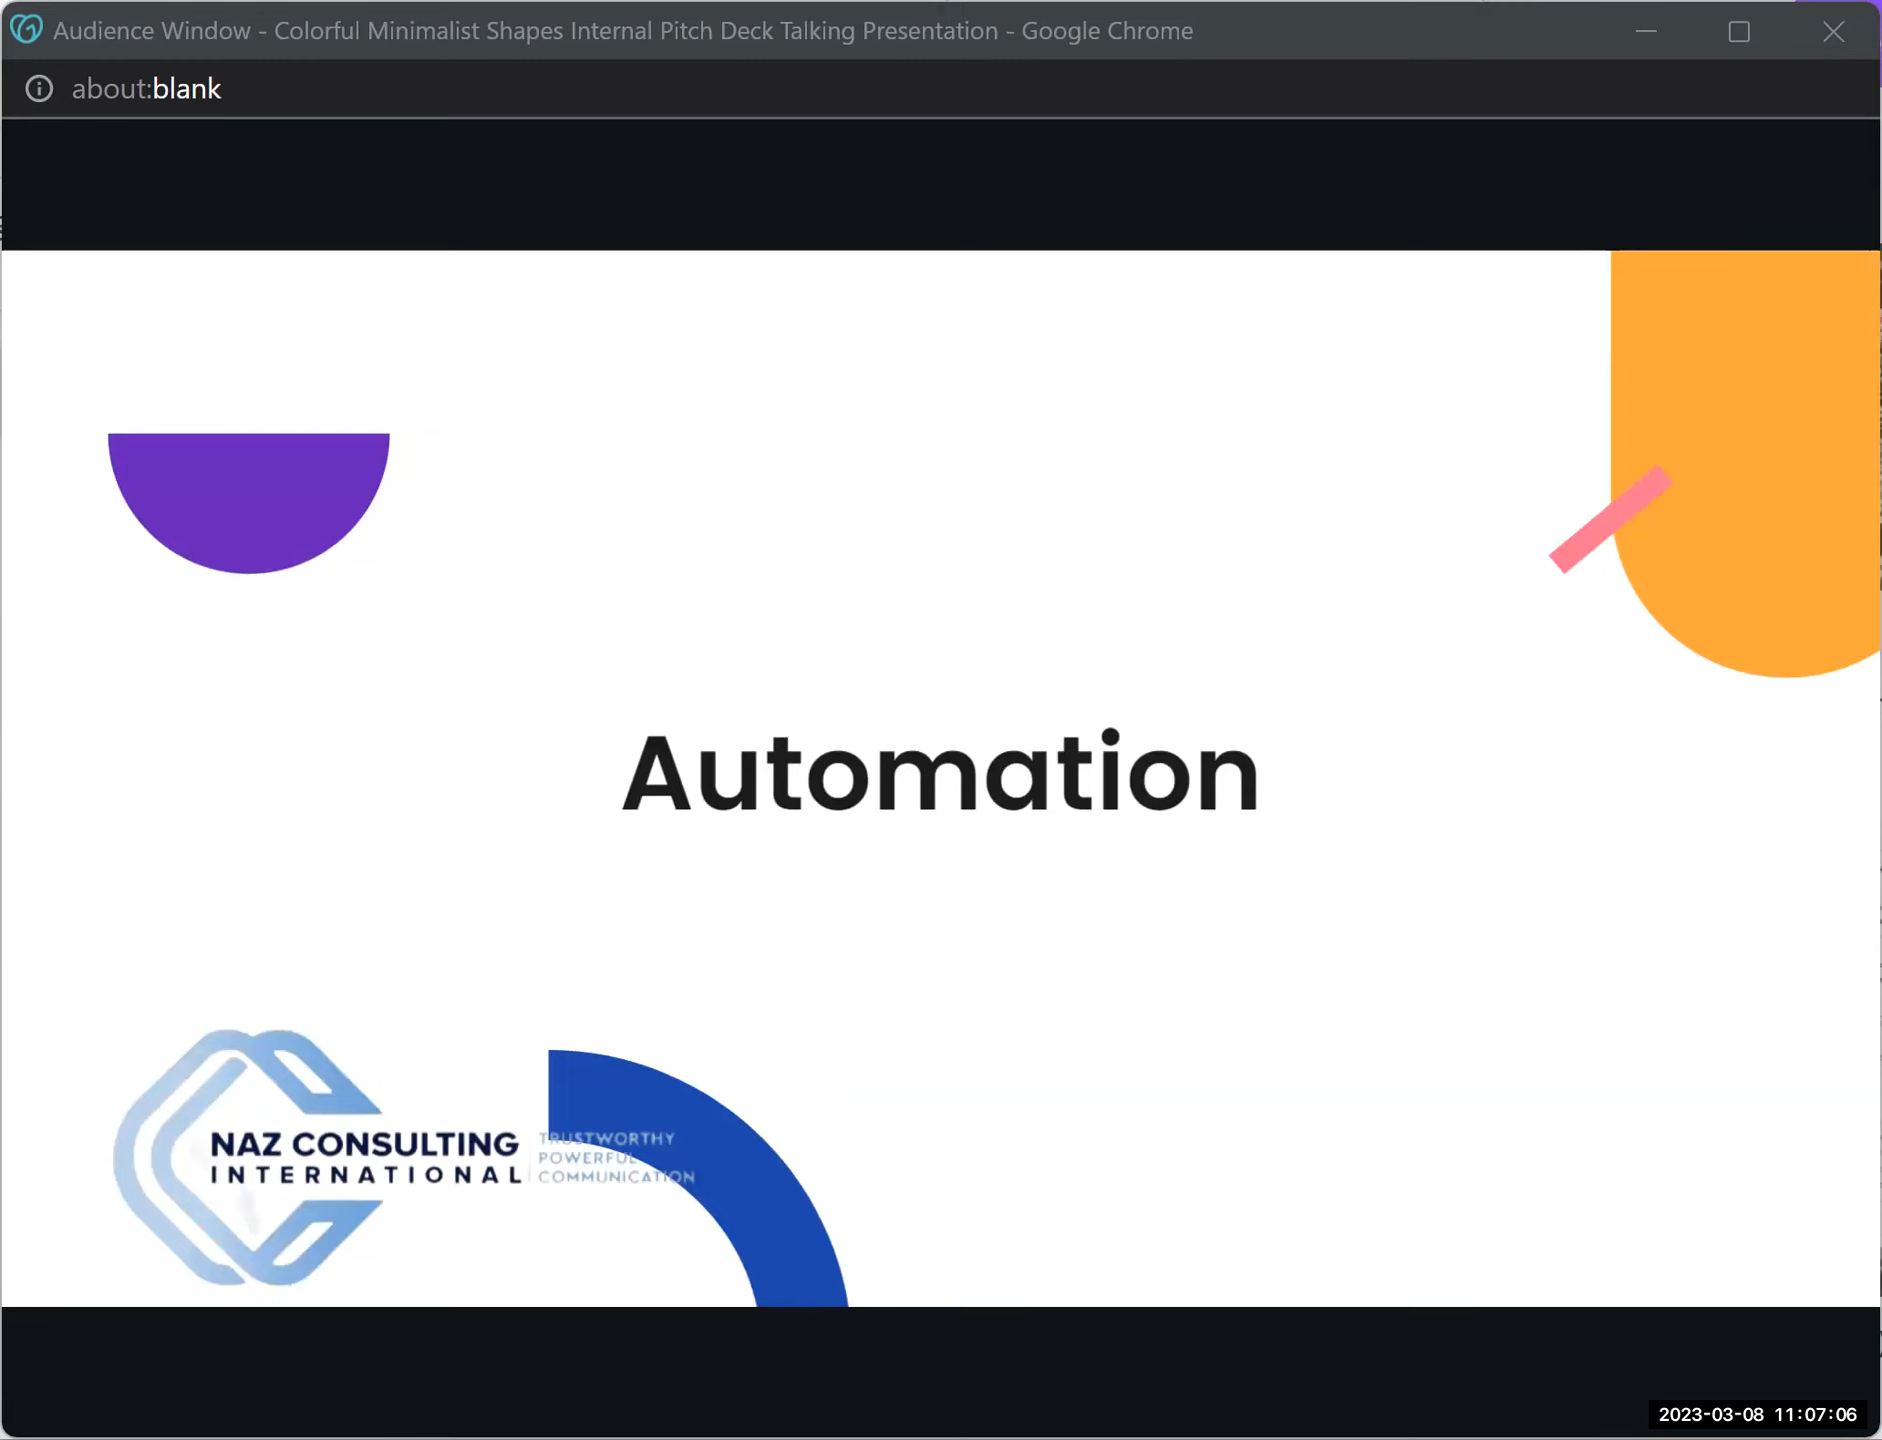 Audience Window - Colorful Minimalist Shapes Internal Pitch Deck Talking Presentation - Google Chrome
about:blank
Automation
NAZ CONSULTING
INTERNATIONAL
TRUSTWORTHY
POWERFUL
COMMUNICATION
2023-03-08 11:07:06